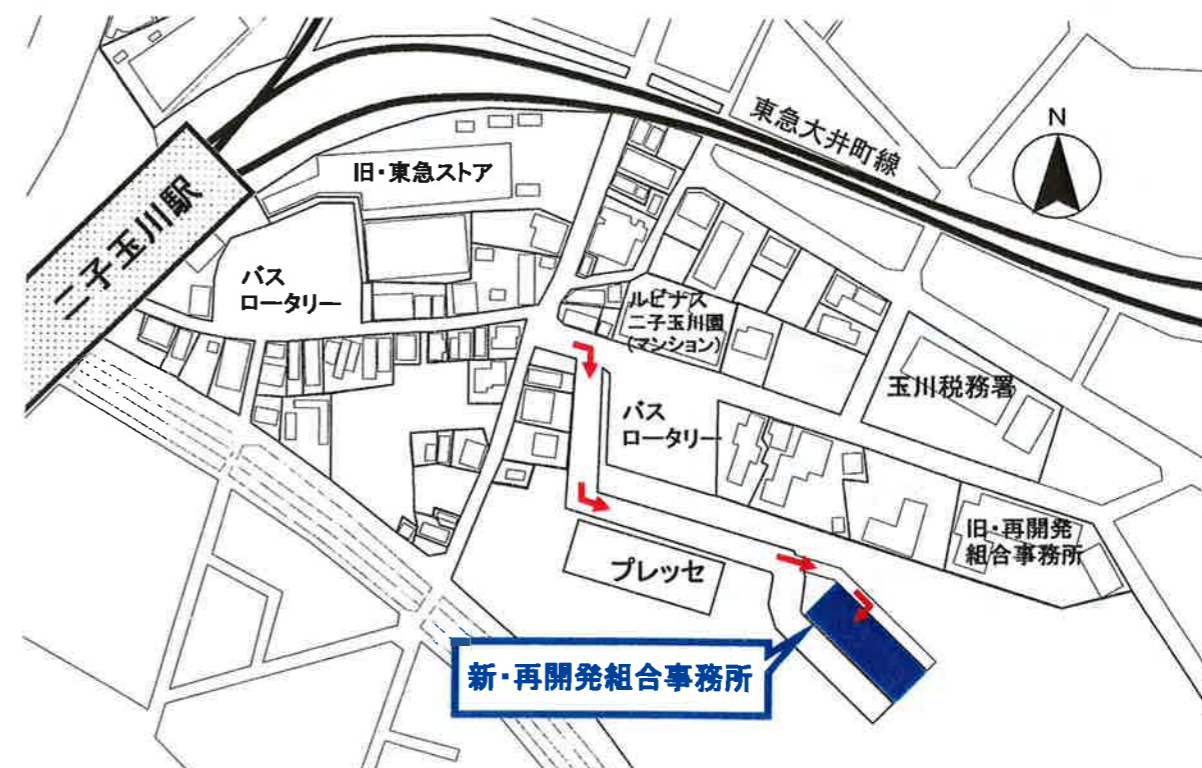 東急大井町線
N
旧・東急ストア
二子玉川駅
バス
ロータリー
ルビナス
二子玉川園
(マンション)
玉川税務署
バス
ロータリー
旧・再開発
組合事務所
プレッセ
新・再開発組合事務所